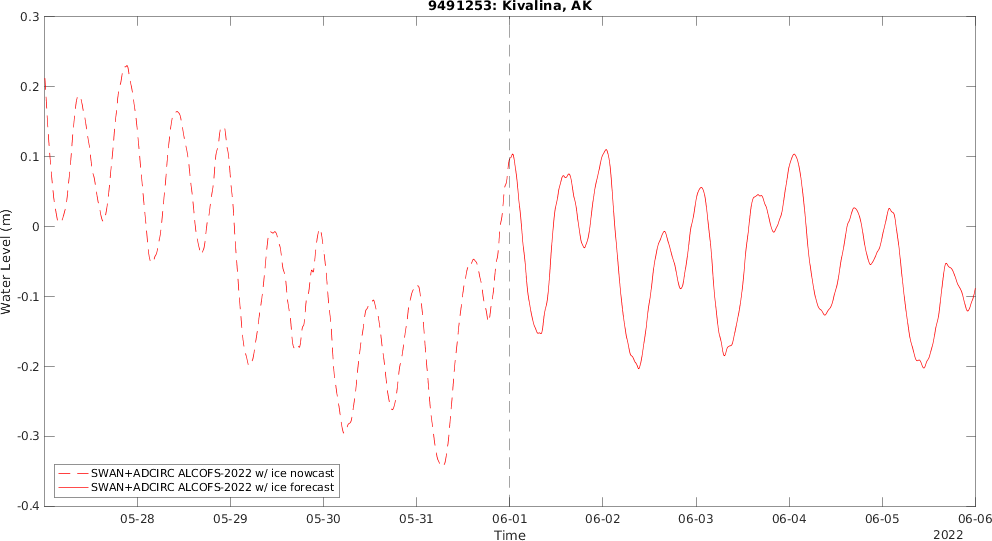 9491253: Kivalina, AK
0.3
0.2
0.1
0
-0.1
-0.2
-0.3
-0.4
Water Level (m)
SWAN+ADCIRC ALCOFS-2022 w/ ice nowcast
SWAN+ADCIRC ALCOFS-2022 w/ ice forecast
05-28 05-29 05-30 05-31 06-01 06-02 06-03 06-04 06-05 06-06
Time
2022